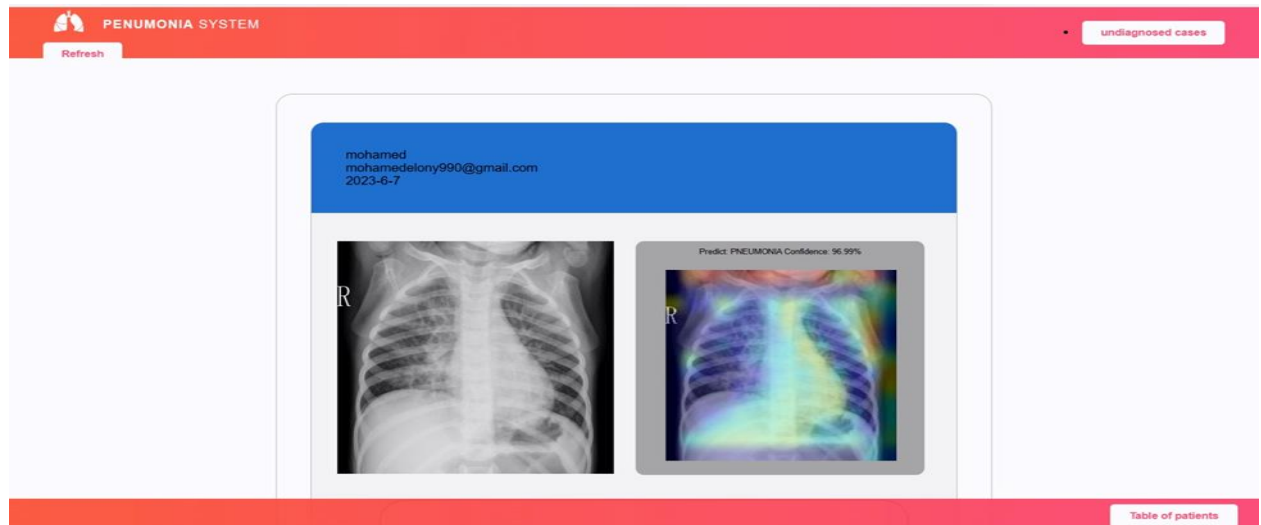 PENUMONIA SYSTEM
undiagnosed cases
Refresh
mohamed
mohamedelony990@gmail.com
2023-6-7
R
Predict: PNEUMONIA Confidence: 96.99%
R
Table of patients